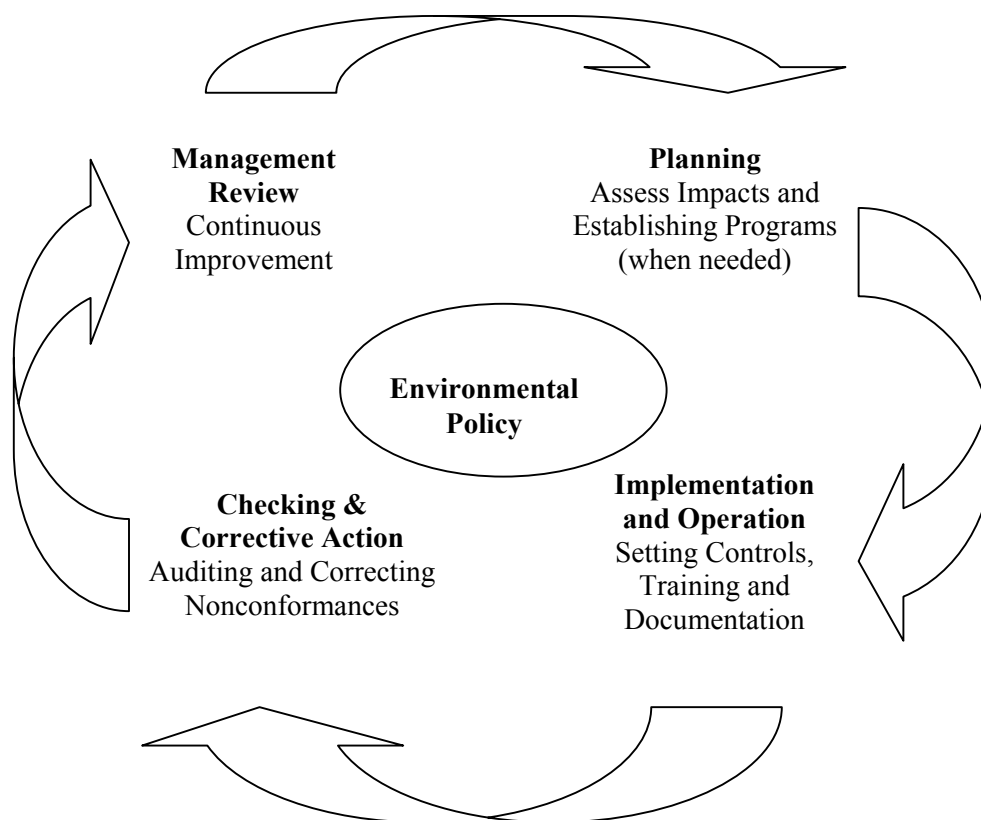 Management
Review
Continuous
Improvement
Planning
Assess Impacts and
Establishing Programs
(when needed)
Environmental
Policy
Checking &
Corrective Action
Auditing and Correcting
Nonconformances
Implementation
and Operation
Setting Controls,
Training and
Documentation